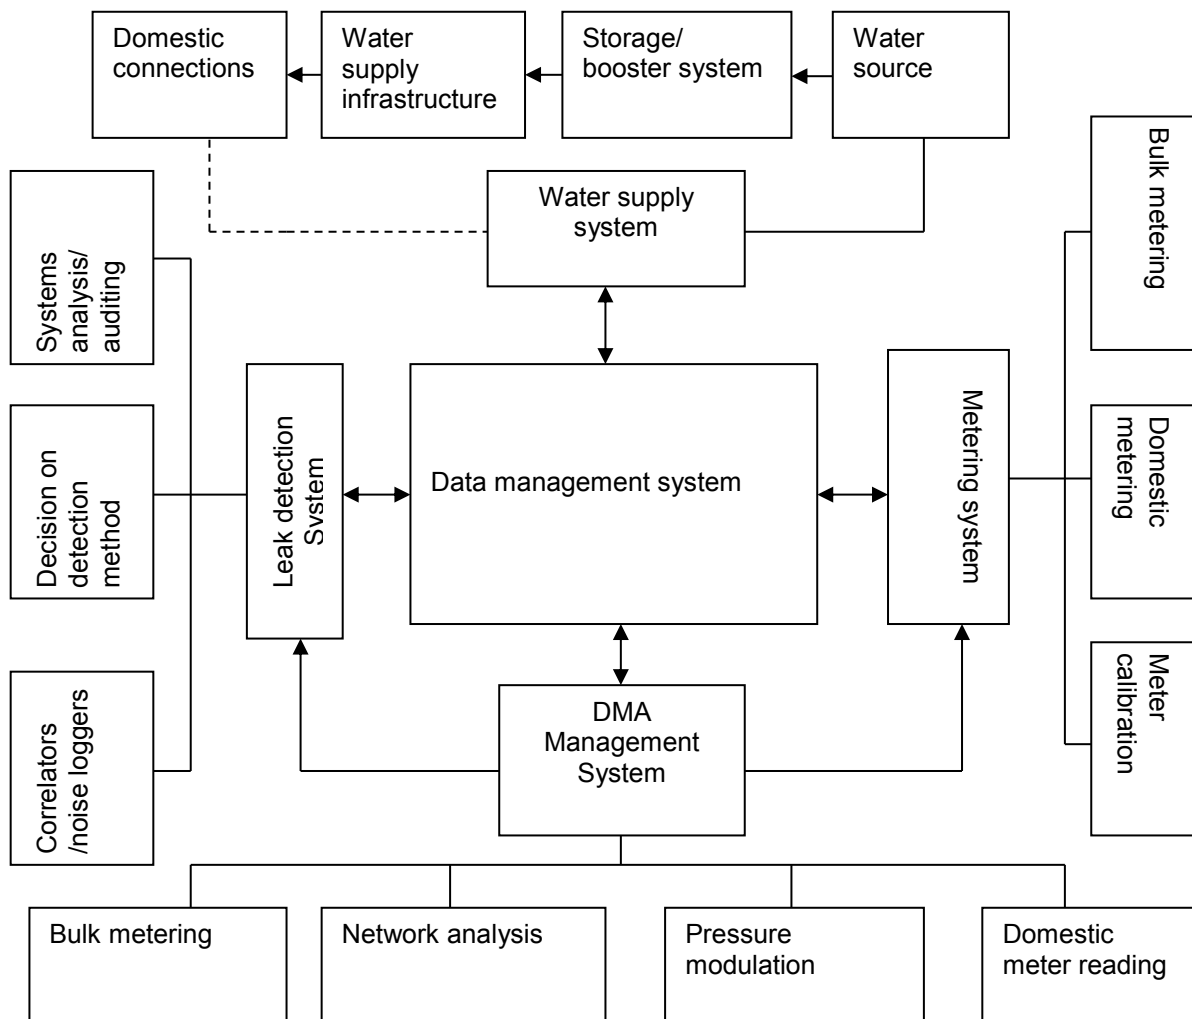 Domestic
connections
Water
supply
infrastructure
Storage/
booster system
Water
source
Bulk metering
Water supply
system
Systems
analysis/
auditing
Leak detection
System
Data management system
Metering system
Domestic
metering
Decision on
detection
method
DMA
Management
System
Meter
calibration
Correlators
/noise loggers
Bulk metering
Network analysis
Pressure
modulation
Domestic
meter reading